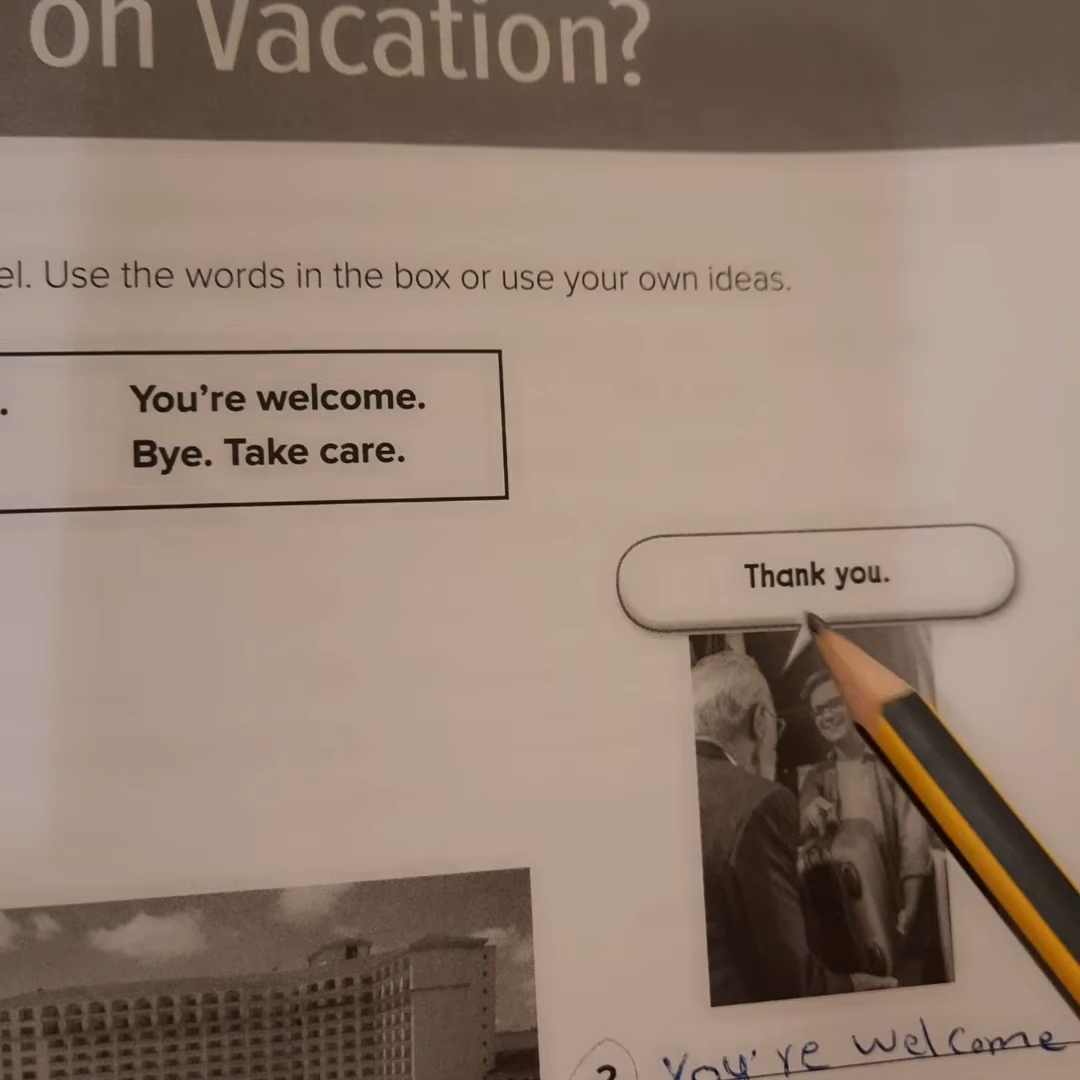 on Vacation?
el. Use the words in the box or use your own ideas.
. You're welcome.
Bye. Take care.
Thank you.
2 You're welcome